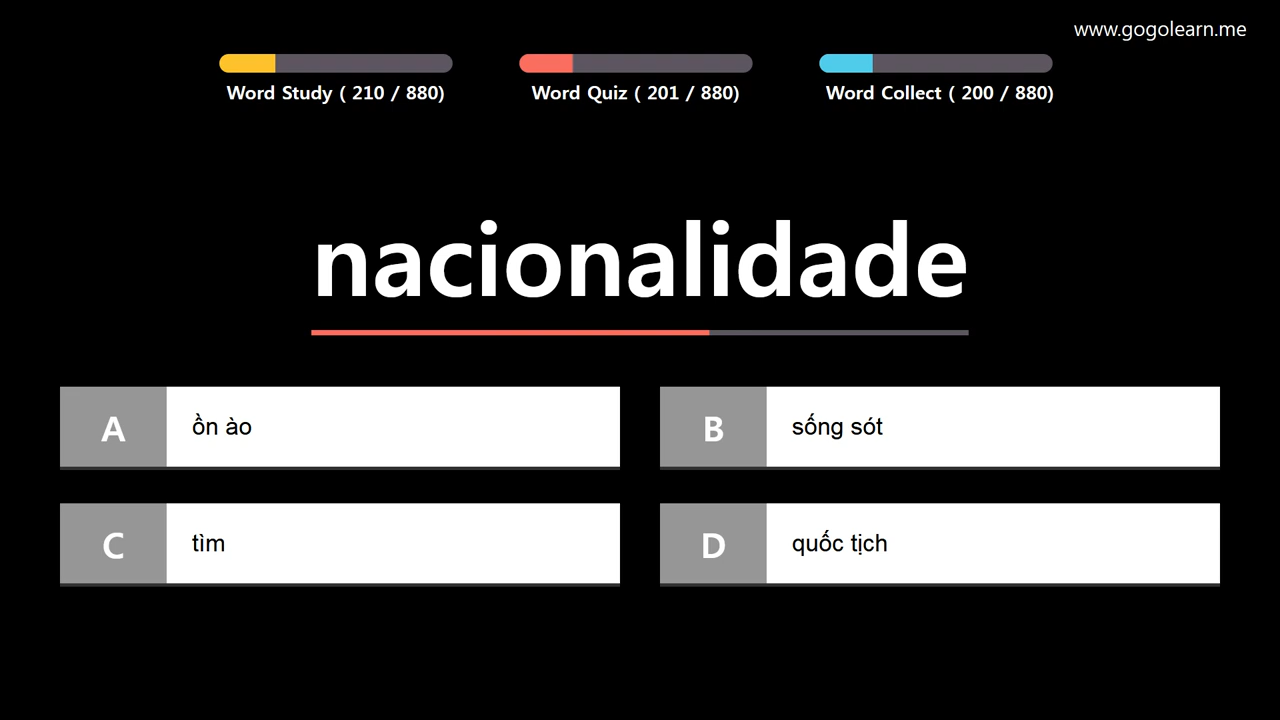 www.gogolearn.me
Word Study ( 210 / 880)
Word Quiz ( 201 / 880)
Word Collect ( 200 / 880)
nacionalidade
A
ồn ào
B
sống sót
C
tìm
D
quốc tịch